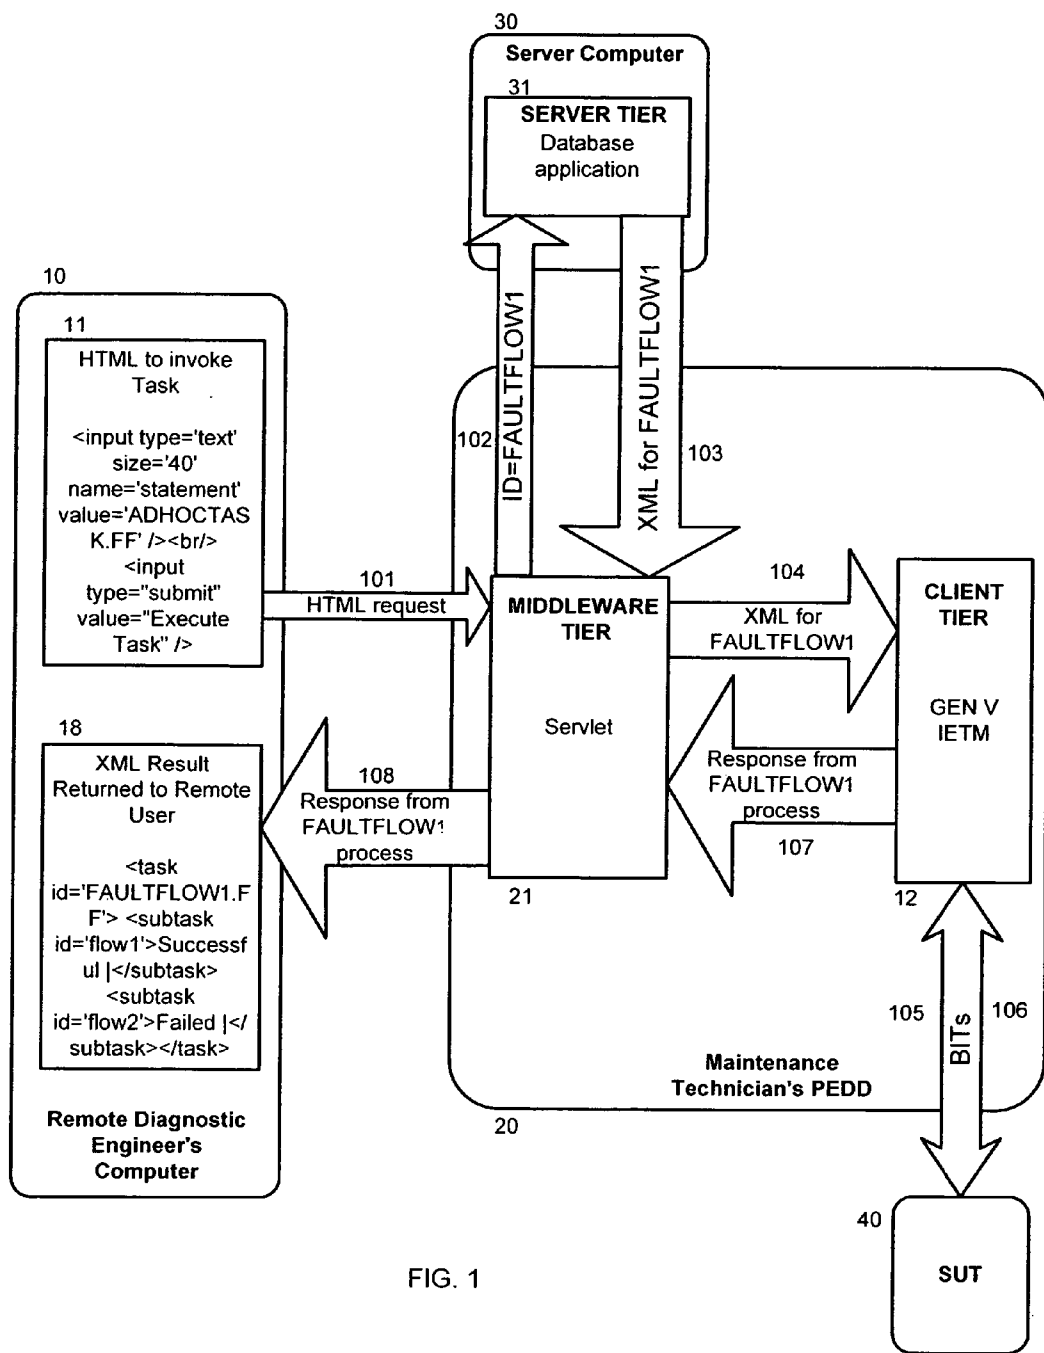 30
Server Computer
31
SERVER TIER
Database
application
10
11
HTML to invoke
Task
<input type='text'
size='40'
name='statement'
value='ADHOCTAS
K.FF' /><br/>
<input
type="submit"
value="Execute
Task" />
102
ID=FAULTFLOW1
XML for FAULTFLOW1
103
101
HTML request
MIDDLEWARE
TIER
Servlet
104
XML for
FAULTFLOW1
CLIENT
TIER
GEN V
IETM
18
XML Result
Returned to Remote
User
<task
id='FAULTFLOW1.F
F'> <subtask
id='flow1'>Successf
ul |</subtask>
<subtask
id='flow2'>Failed |</
subtask></task>
108
Response from
FAULTFLOW1
process
Response from
FAULTFLOW1
process
107
21
12
105
BITs
106
Maintenance
Technician's PEDD
20
Remote Diagnostic
Engineer's
Computer
40
SUT
FIG. 1